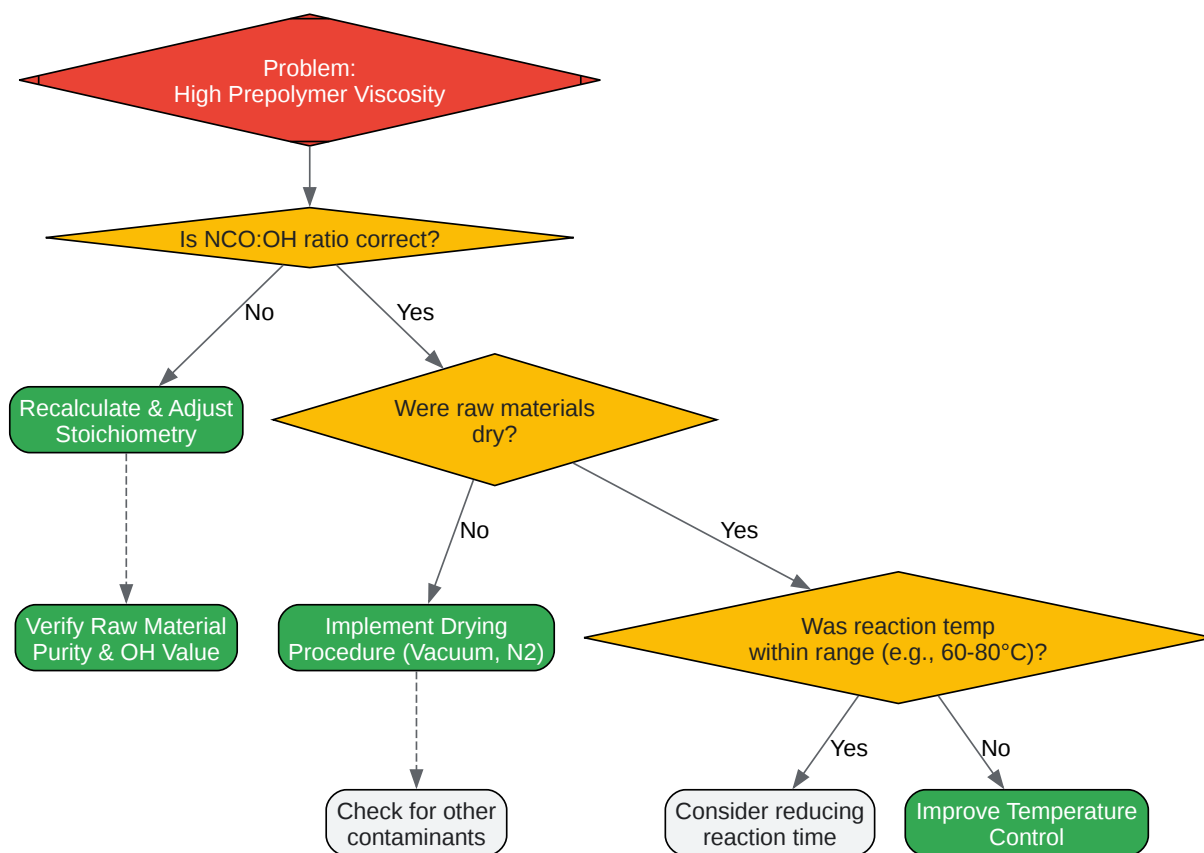 Problem:
High Prepolymer Viscosity
Is NCO:OH ratio correct?
No
Yes
Recalculate & Adjust
Stoichiometry
Were raw materials
dry?
No
Yes
Verify Raw Material
Purity & OH Value
Implement Drying
Procedure (Vacuum, N2)
Was reaction temp
within range (e.g., 60-80°C)?
Yes
No
Check for other
contaminants
Consider reducing
reaction time
Improve Temperature
Control